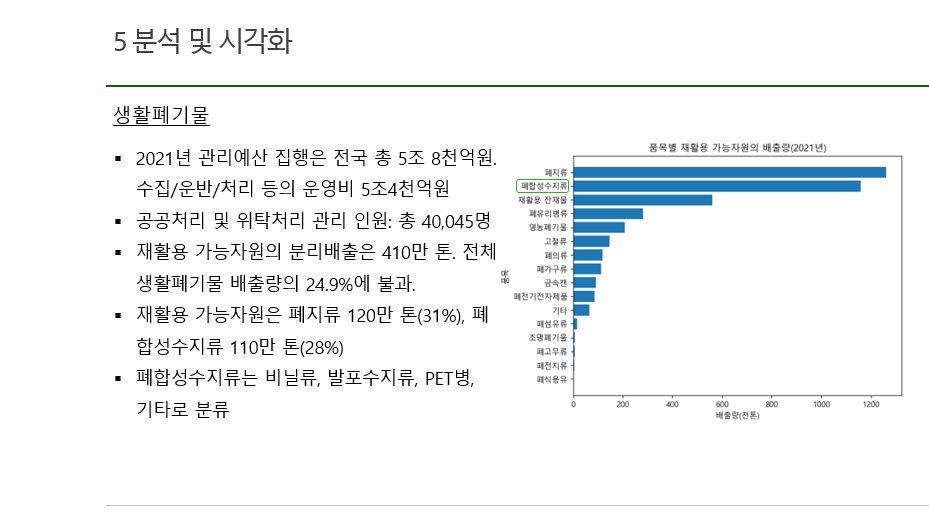 5 분석 및 시각화
생활폐기물
▪ 2021년 관리예산 집행은 전국 총 5조 8천억원.
수집/운반/처리 등의 운영비 5조4천억원
▪ 공공처리 및 위탁처리 관리 인원: 총 40,045명
▪ 재활용 가능자원의 분리배출은 410만 톤. 전체
생활폐기물 배출량의 24.9%에 불과.
▪ 재활용 가능자원은 폐지류 120만 톤(31%), 폐
합성수지류 110만 톤(28%)
▪ 폐합성수지류는 비닐류, 발포수지류, PET병,
기타로 분류
품목별 재활용 가능자원의 배출량(2021년)
품목
폐지류
폐합성수지류
재활용 잔재물
폐유리병류
영농폐기물
고철류
폐의류
폐가구류
금속캔
폐전기전자제품
기타
폐섬유류
조명폐기물
폐고무류
폐전지류
폐식용유
0 200 400 600 800 1000 1200
배출량(천톤)